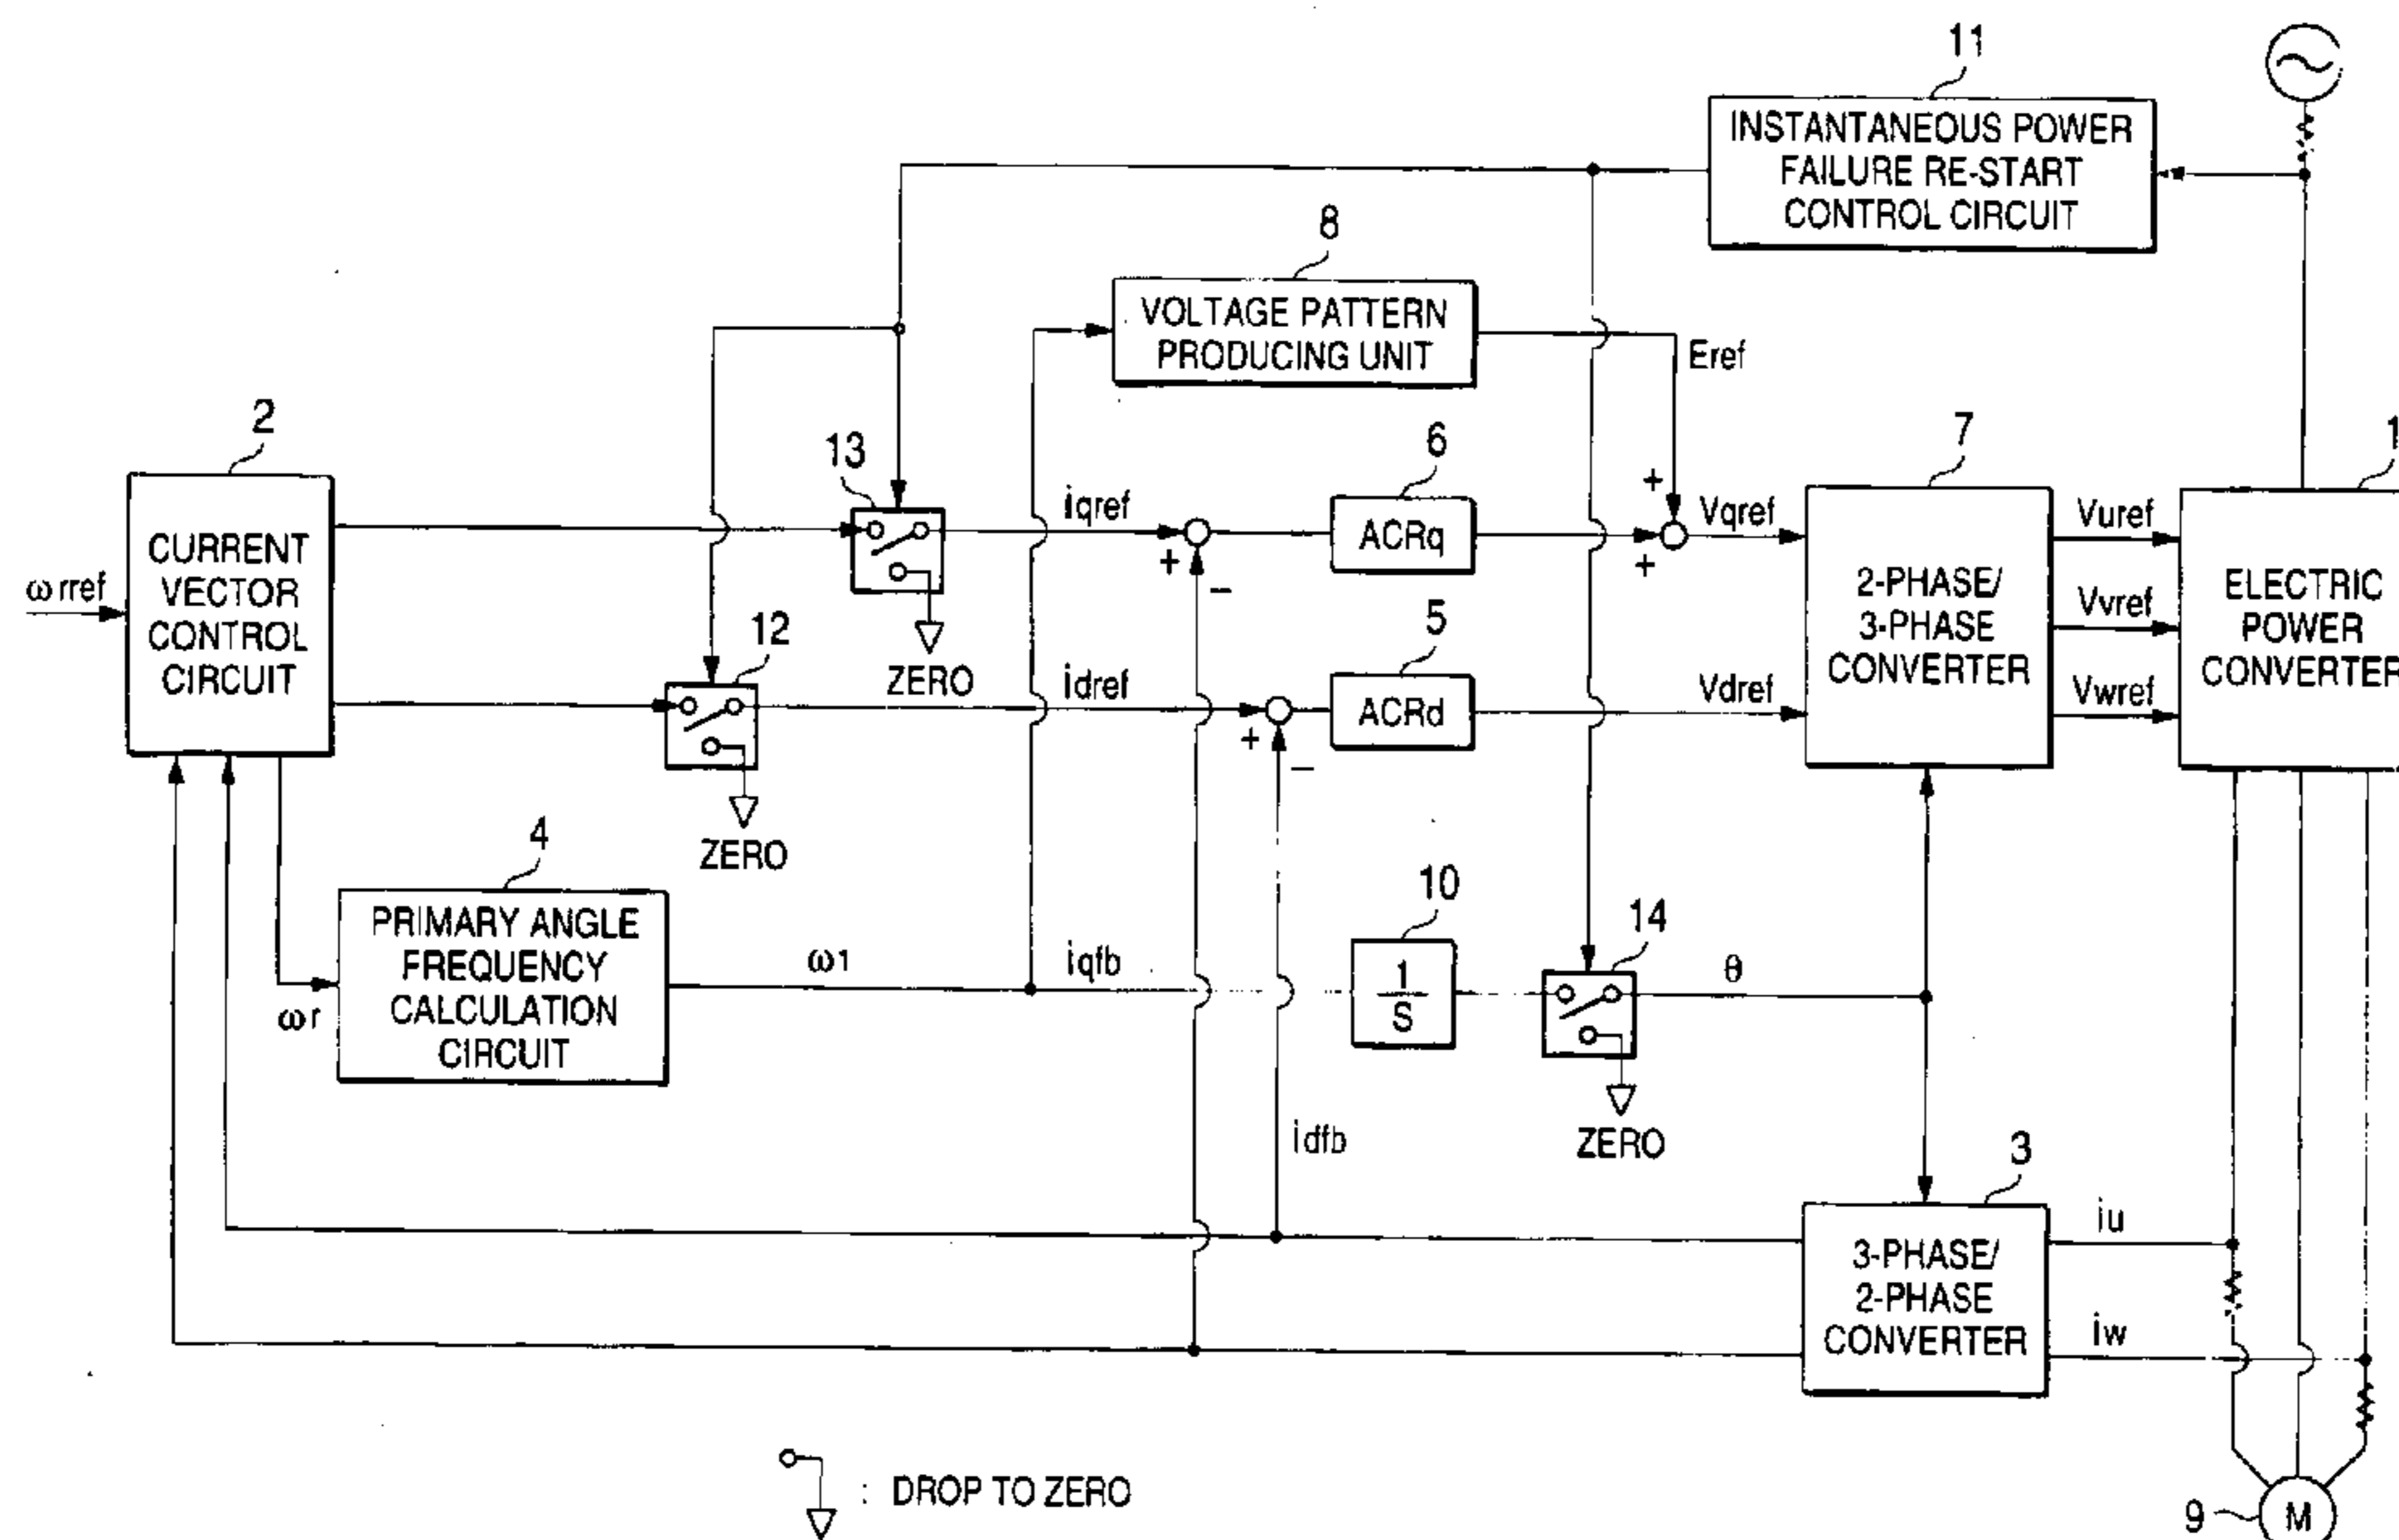 11
INSTANTANEOUS POWER
FAILURE RE-START
CONTROL CIRCUIT
8
VOLTAGE PATTERN
PRODUCING UNIT
Eref
2
CURRENT
VECTOR
CONTROL
CIRCUIT
ωrref
13
ZERO
12
ZERO
iqref
+
−
6
ACRq
+
+
Vqref
idref
+
−
5
ACRd
Vdref
7
2-PHASE/
3-PHASE
CONVERTER
Vuref
Vvref
Vwref
1
ELECTRIC
POWER
CONVERTER
4
PRIMARY ANGLE
FREQUENCY
CALCULATION
CIRCUIT
ωr
ω1
iqfb
10
1
S
14
θ
ZERO
idfb
3
3-PHASE/
2-PHASE
CONVERTER
iu
iw
: DROP TO ZERO
9
M